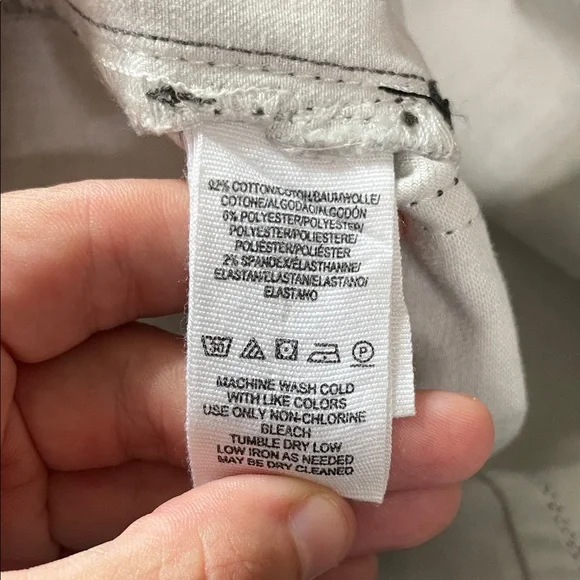 92% COTTON/COTON/BAUMWOLLE/
COTONE/ALGODÃO/ALGODÓN
6% POLYESTER/POLYESTER/
POLYESTER/POLIESTERE/
POLIÉSTER/POLIÉSTER
2% SPANDEX/ÉLASTHANNE/
ELASTAN/ELASTAN/ELASTAN/
ELASTANO
30 P
MACHINE WASH COLD
WITH LIKE COLORS
USE ONLY NON-CHLORINE
BLEACH
TUMBLE DRY LOW
LOW IRON AS NEEDED
MAY BE DRY CLEANED